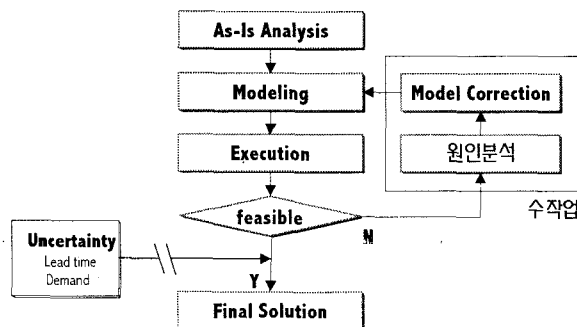 As-Is Analysis
Modeling
Model Correction
Execution
원인분석
feasible
수작업
N
Uncertainty
Lead time
Demand
Y
Final Solution